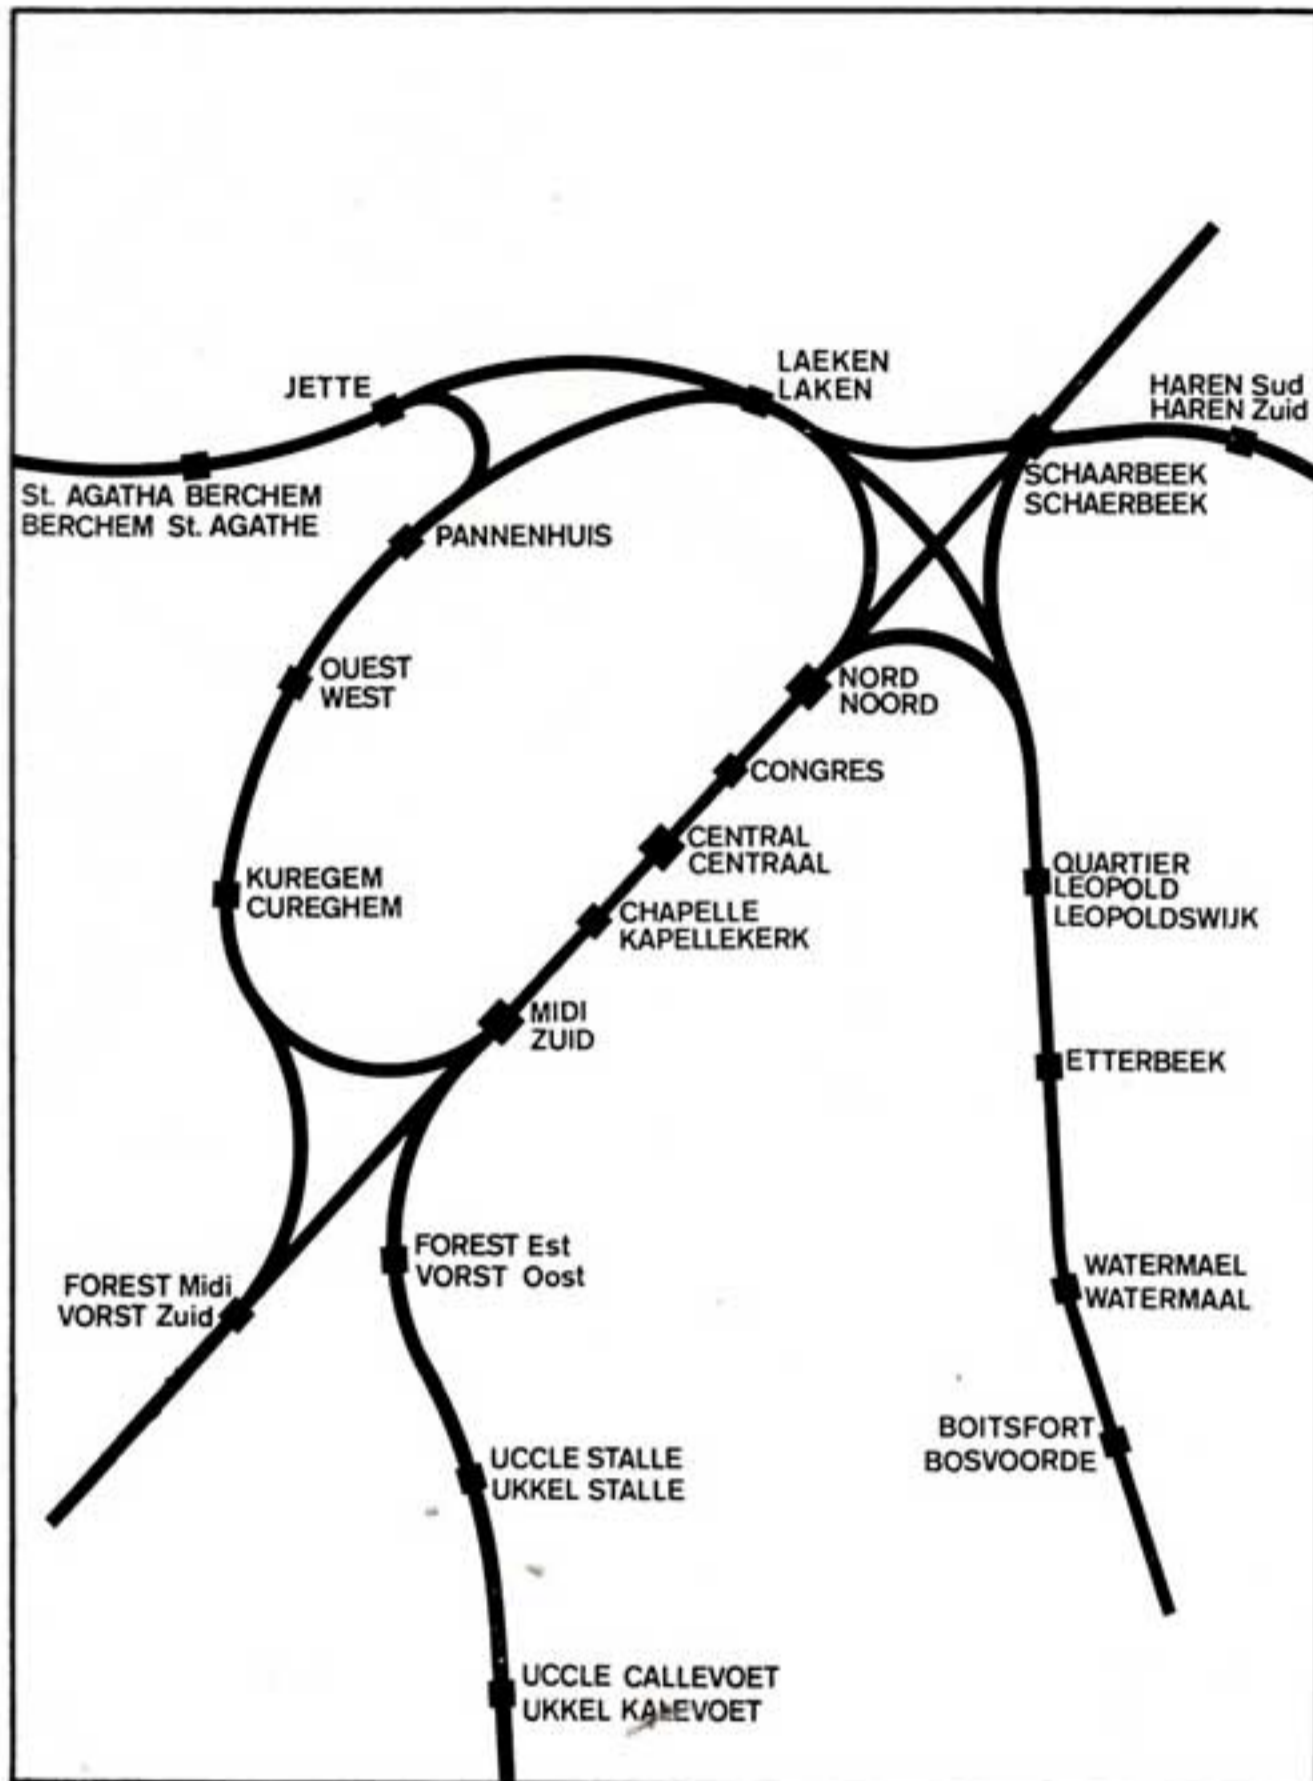 LAEKEN
LAKEN
JETTE
HAREN Sud
HAREN Zuid
St. AGATHA BERCHEM
BERCHEM St. AGATHE
SCHAARBEEK
SCHAERBEEK
PANNENHUIS
OUEST
WEST
NORD
NOORD
CONGRES
CENTRAL
CENTRAAL
KUREGEM
CUREGHEM
QUARTIER
LEOPOLD
LEOPOLDSWIJK
CHAPELLE
KAPELLEKERK
MIDI
ZUID
ETTERBEEK
FOREST Est
VORST Oost
FOREST Midi
VORST Zuid
WATERMAEL
WATERMAAL
BOITSFORT
BOSVOORDE
UCCLE STALLE
UKKEL STALLE
UCCLE CALLEVOET
UKKEL KALEVOET